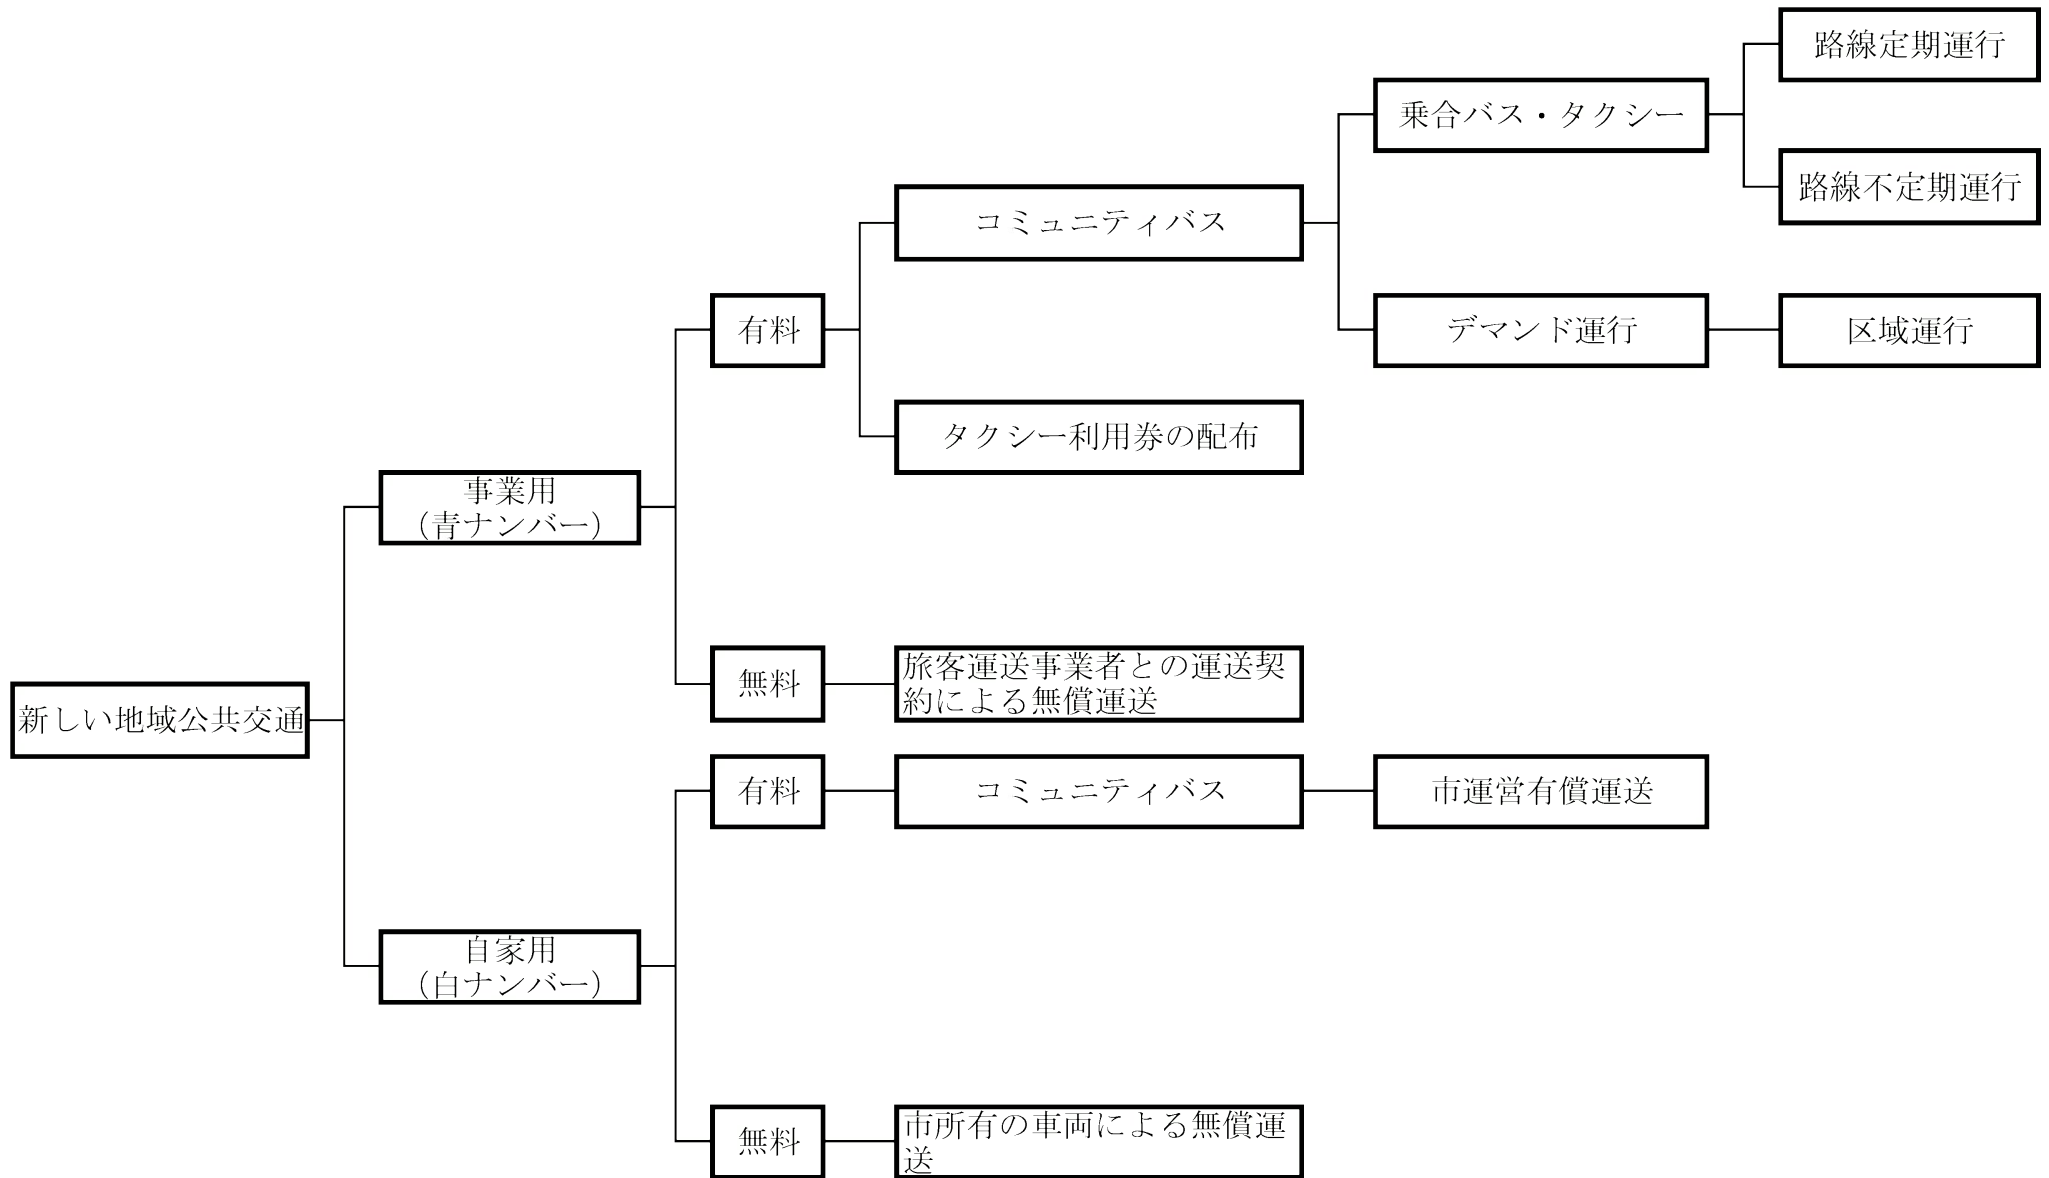 路線定期運行
乗合バス・タクシー
路線不定期運行
コミュニティバス
有料
デマンド運行
区域運行
タクシー利用券の配布
事業用
（青ナンバー）
無料
旅客運送事業者との運送契
約による無償運送
新しい地域公共交通
有料
コミュニティバス
市運営有償運送
自家用
（白ナンバー）
無料
市所有の車両による無償運
送